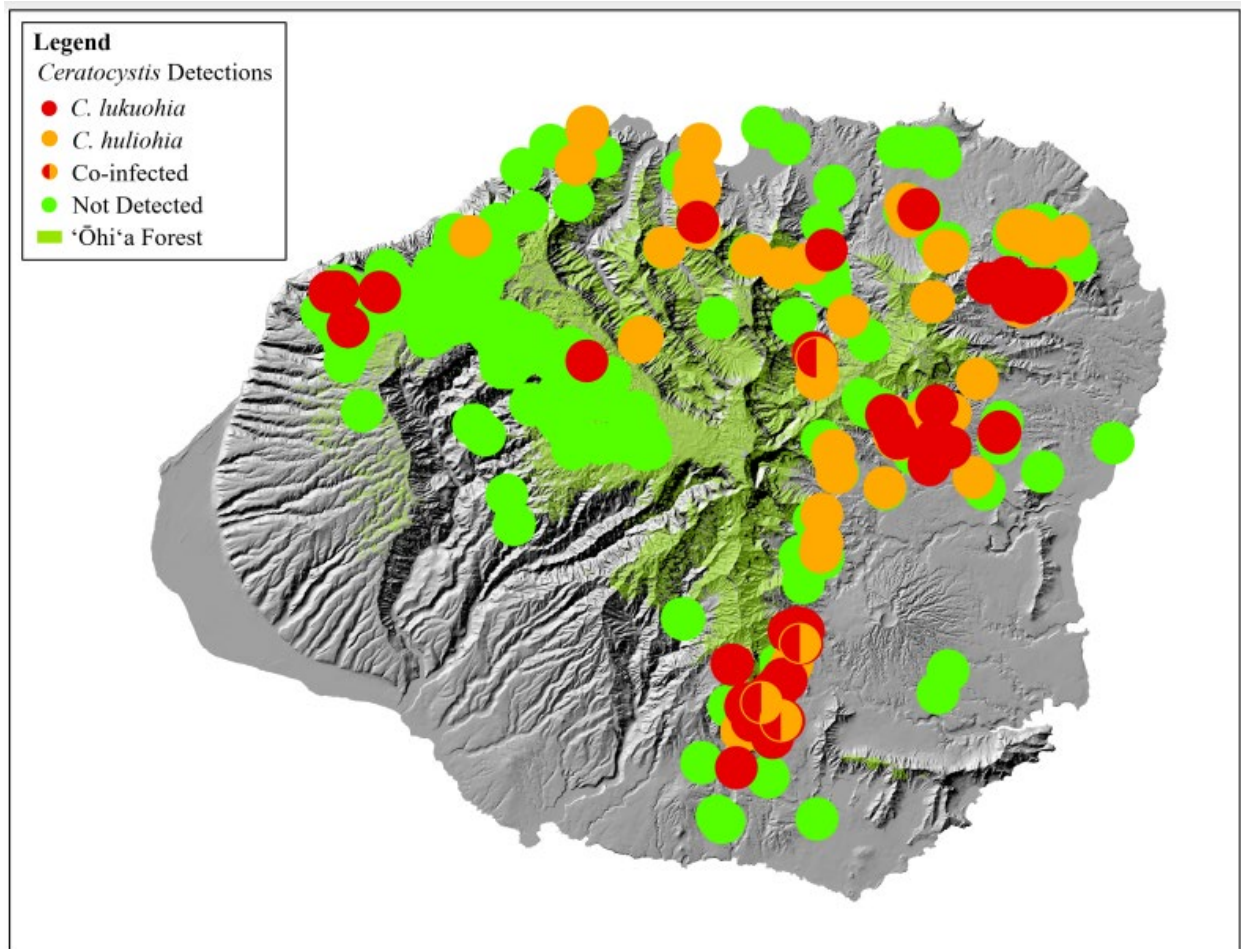 Legend
Ceratocystis Detections
C. lukuohia
C. huliohia
Co-infected
Not Detected
ʻŌhiʻa Forest